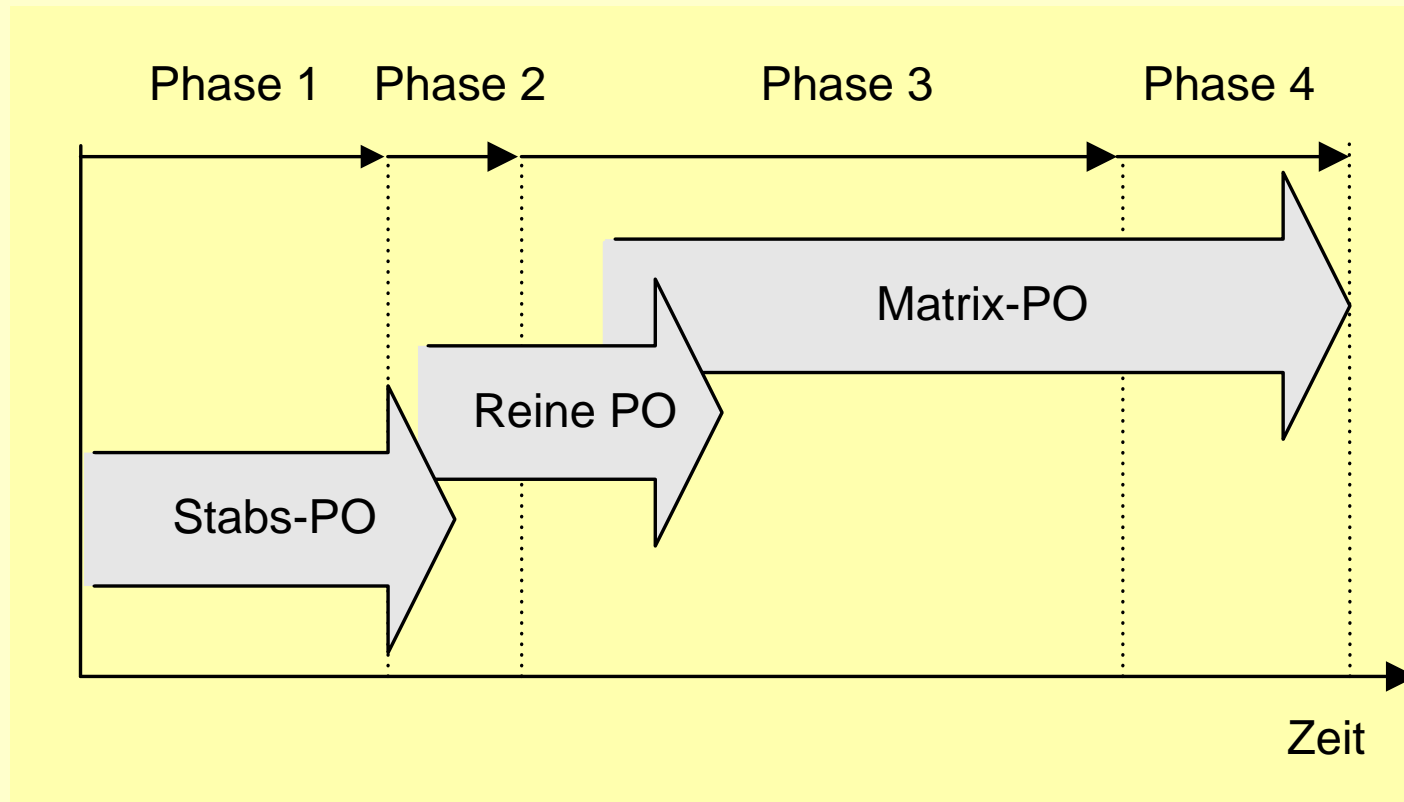 Phase 1 Phase 2 Phase 3 Phase 4
Matrix-PO
Reine PO
Stabs-PO
Zeit